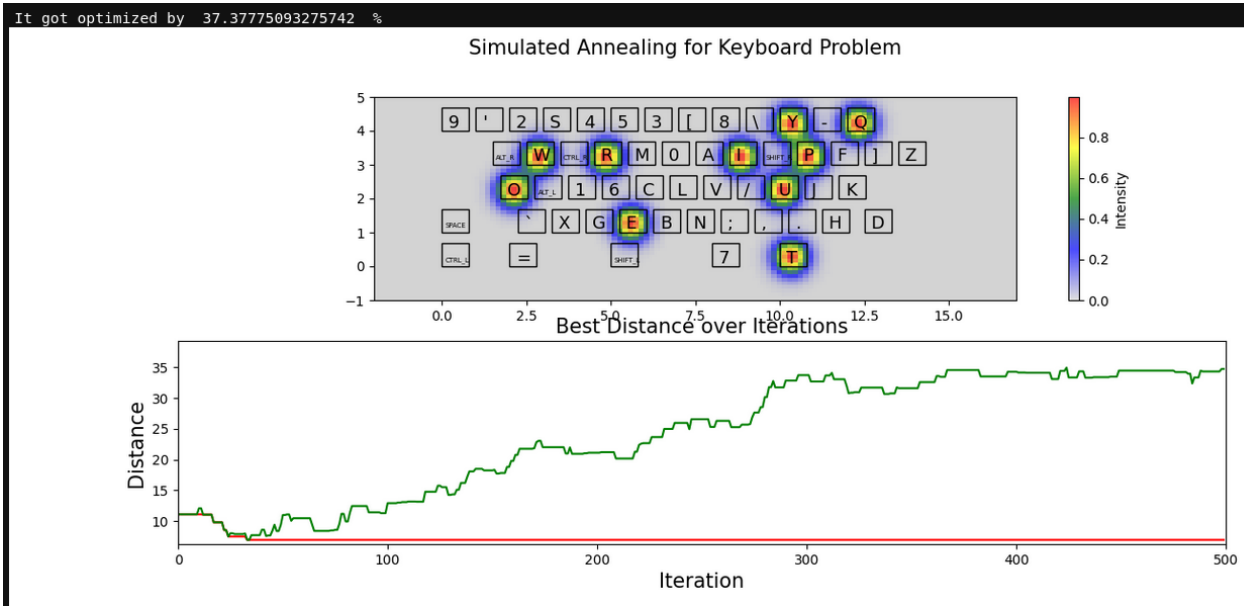 It got optimized by  37.37775093275742  %
Simulated Annealing for Keyboard Problem
5
9 ' 2 S 4 5 3 [ 8 \ Y - Q
4
ALT_R W CTRL_R R M 0 A I SHIFT_R P F ] Z
3
O ALT_L 1 6 C L V / U J K
2
` X G E B N ; , . H D
SPACE
1
CTRL_L = SHIFT_L 7 T
0
−1
0.0 2.5 5.0 7.5 10.0 12.5 15.0
0.8
0.6
0.4
0.2
0.0
Intensity
Best Distance over Iterations
35
30
25
20
15
10
Distance
0 100 200 300 400 500
Iteration